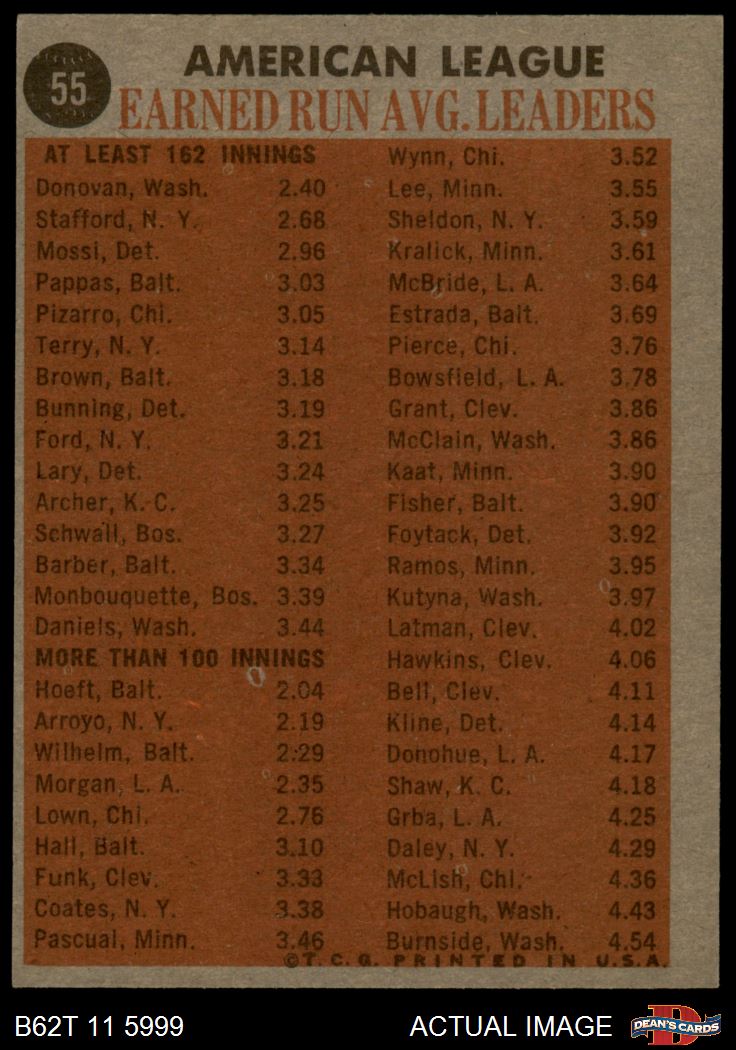 55
AMERICAN LEAGUE
EARNED RUN AVG. LEADERS
AT LEAST 162 INNINGS
Donovan, Wash. 2.40
Stafford, N. Y. 2.68
Mossi, Det. 2.96
Pappas, Balt. 3.03
Pizarro, Chi. 3.05
Terry, N. Y. 3.14
Brown, Balt. 3.18
Bunning, Det. 3.19
Ford, N. Y. 3.21
Lary, Det. 3.24
Archer, K. C. 3.25
Schwall, Bos. 3.27
Barber, Balt. 3.34
Monbouquette, Bos. 3.39
Daniels, Wash. 3.44
MORE THAN 100 INNINGS
Hoeft, Balt. 2.04
Arroyo, N. Y. 2.19
Wilhelm, Balt. 2.29
Morgan, L. A. 2.35
Lown, Chi. 2.76
Hall, Balt. 3.10
Funk, Clev. 3.33
Coates, N. Y. 3.38
Pascual, Minn. 3.46
Wynn, Chi. 3.52
Lee, Minn. 3.55
Sheldon, N. Y. 3.59
Kralick, Minn. 3.61
McBride, L. A. 3.64
Estrada, Balt. 3.69
Pierce, Chi. 3.76
Bowsfield, L. A. 3.78
Grant, Clev. 3.86
McClain, Wash. 3.86
Kaat, Minn. 3.90
Fisher, Balt. 3.90
Foytack, Det. 3.92
Ramos, Minn. 3.95
Kutyna, Wash. 3.97
Latman, Clev. 4.02
Hawkins, Clev. 4.06
Bell, Clev. 4.11
Kline, Det. 4.14
Donohue, L. A. 4.17
Shaw, K. C. 4.18
Grba, L. A. 4.25
Daley, N. Y. 4.29
McLish, Chi. 4.36
Hobaugh, Wash. 4.43
Burnside, Wash. 4.54
©T.C.G. PRINTED IN U.S.A.
B62T 11 5999
ACTUAL IMAGE
D
DEAN'S CARDS